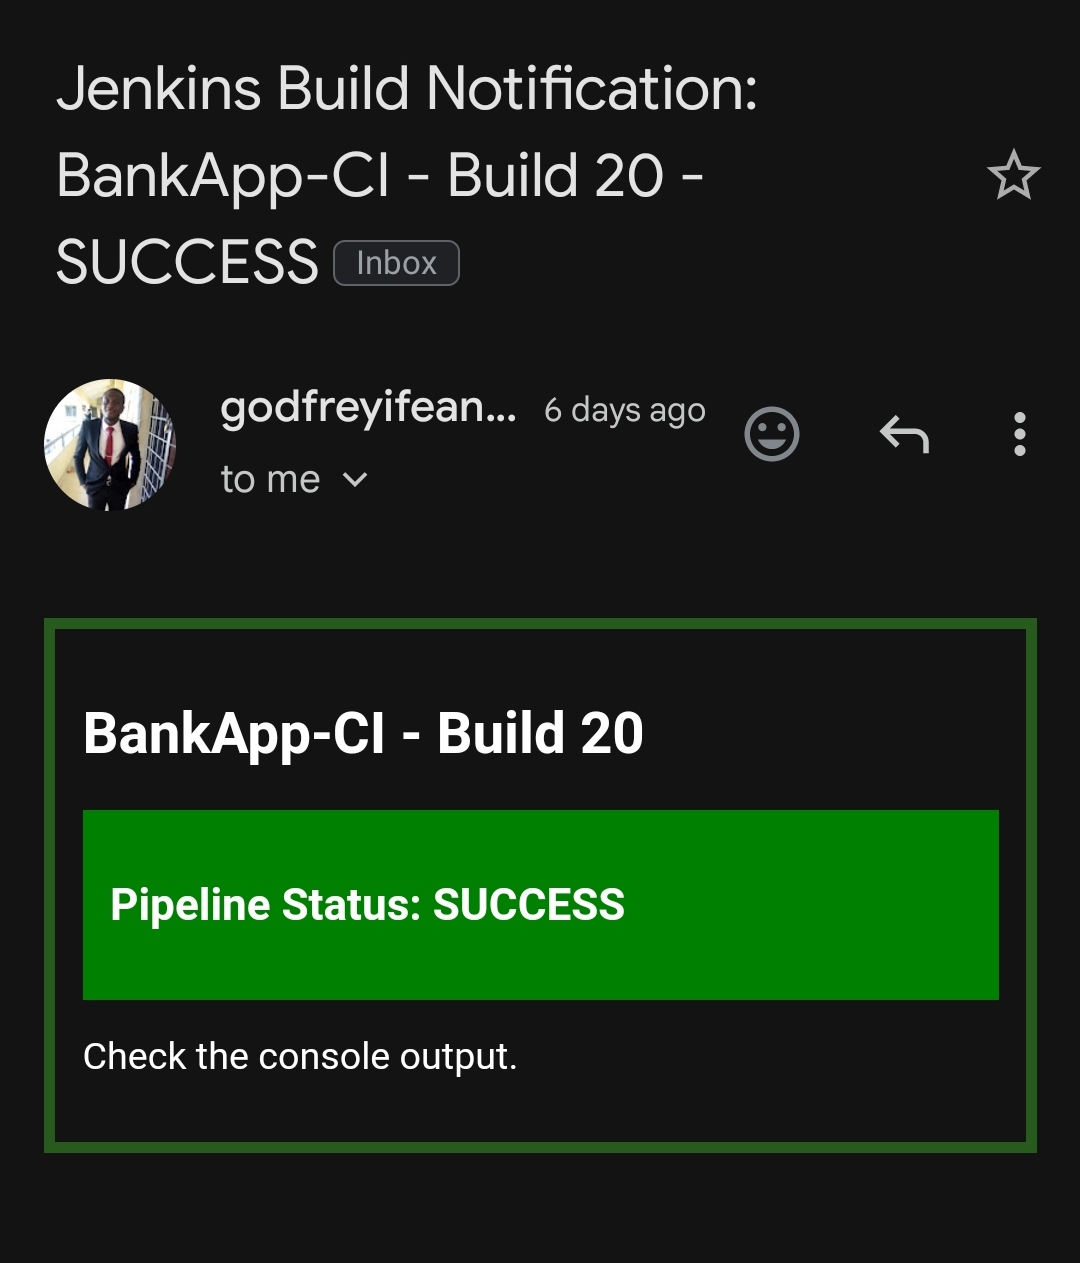 Jenkins Build Notification:
BankApp-CI - Build 20 -
SUCCESS Inbox
godfreyifean... 6 days ago
to me
BankApp-CI - Build 20
Pipeline Status: SUCCESS
Check the console output.